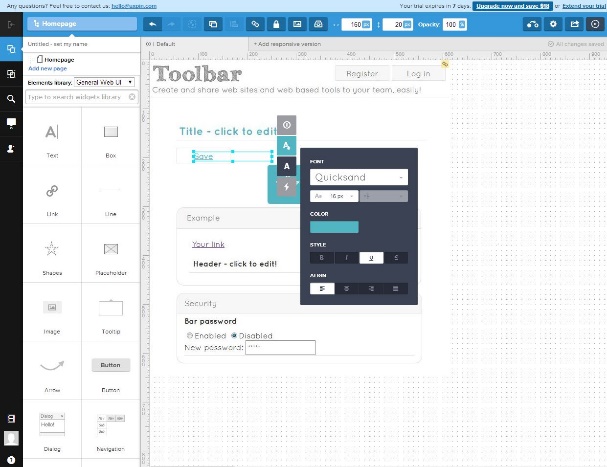 Any questions? Feel free to contact us. hello@uxpin.com
Your trial expires in 7 days. Upgrade now and save $98 or Extend your trial
Homepage
160 px
20 px
Opacity: 100 %
Untitled - set my name
Homepage
Add new page
Elements library: General Web UI
Type to search widgets library
Default
+ Add responsive version
All changes saved
Text
Box
Link
Line
Shapes
Placeholder
Image
Tooltip
Arrow
Button
Button
Dialog
Hello!
Dialog
Navigation
Toolbar
Register
Log in
Create and share web sites and web based tools to your team, easily!
Title - click to edit
Save
Example
Your link
Header - click to edit!
Security
Bar password
Enabled
Disabled
New password:
FONT
Quicksand
16 px
COLOR
STYLE
B I U S
ALIGN